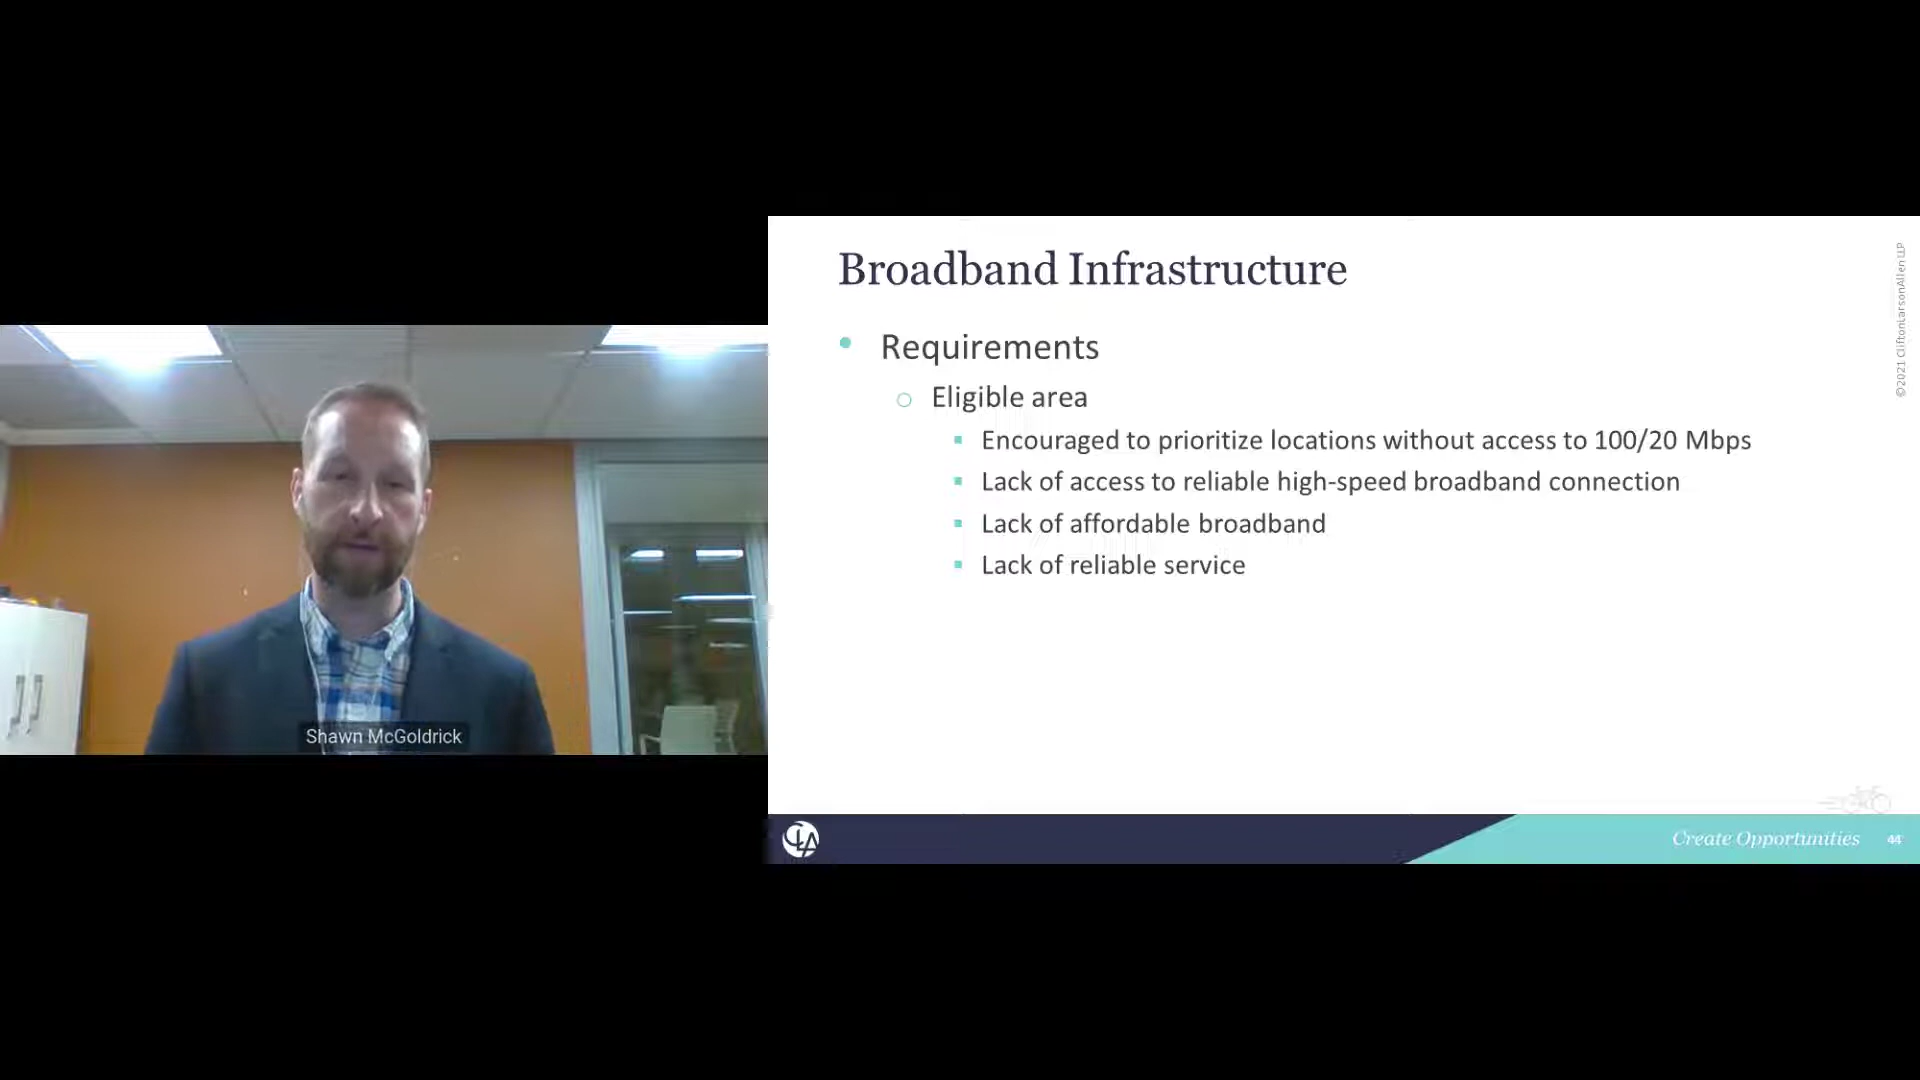 Broadband Infrastructure
Requirements
Eligible area
Encouraged to prioritize locations without access to 100/20 Mbps
Lack of access to reliable high-speed broadband connection
Lack of affordable broadband
Lack of reliable service
©2021 CliftonLarsonAllen LLP
Shawn McGoldrick
CLA
Create Opportunities
44